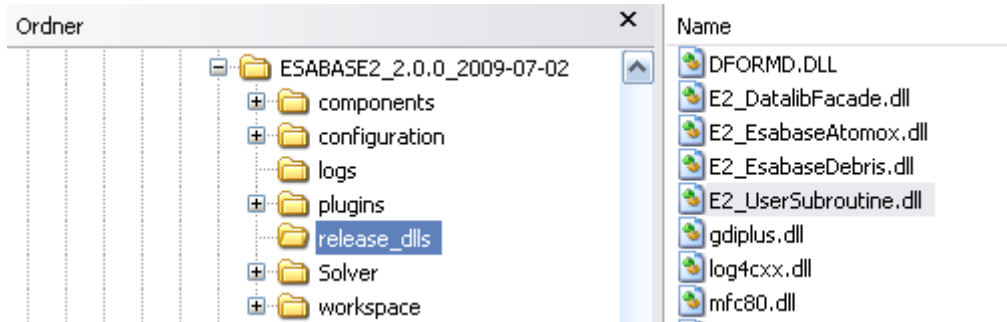 Ordner
ESABASE2_2.0.0_2009-07-02
components
configuration
logs
plugins
release_dlls
Solver
workspace
Name
DFORMD.DLL
E2_DatalibFacade.dll
E2_EsabaseAtomox.dll
E2_EsabaseDebris.dll
E2_UserSubroutine.dll
gdiplus.dll
log4cxx.dll
mfc80.dll